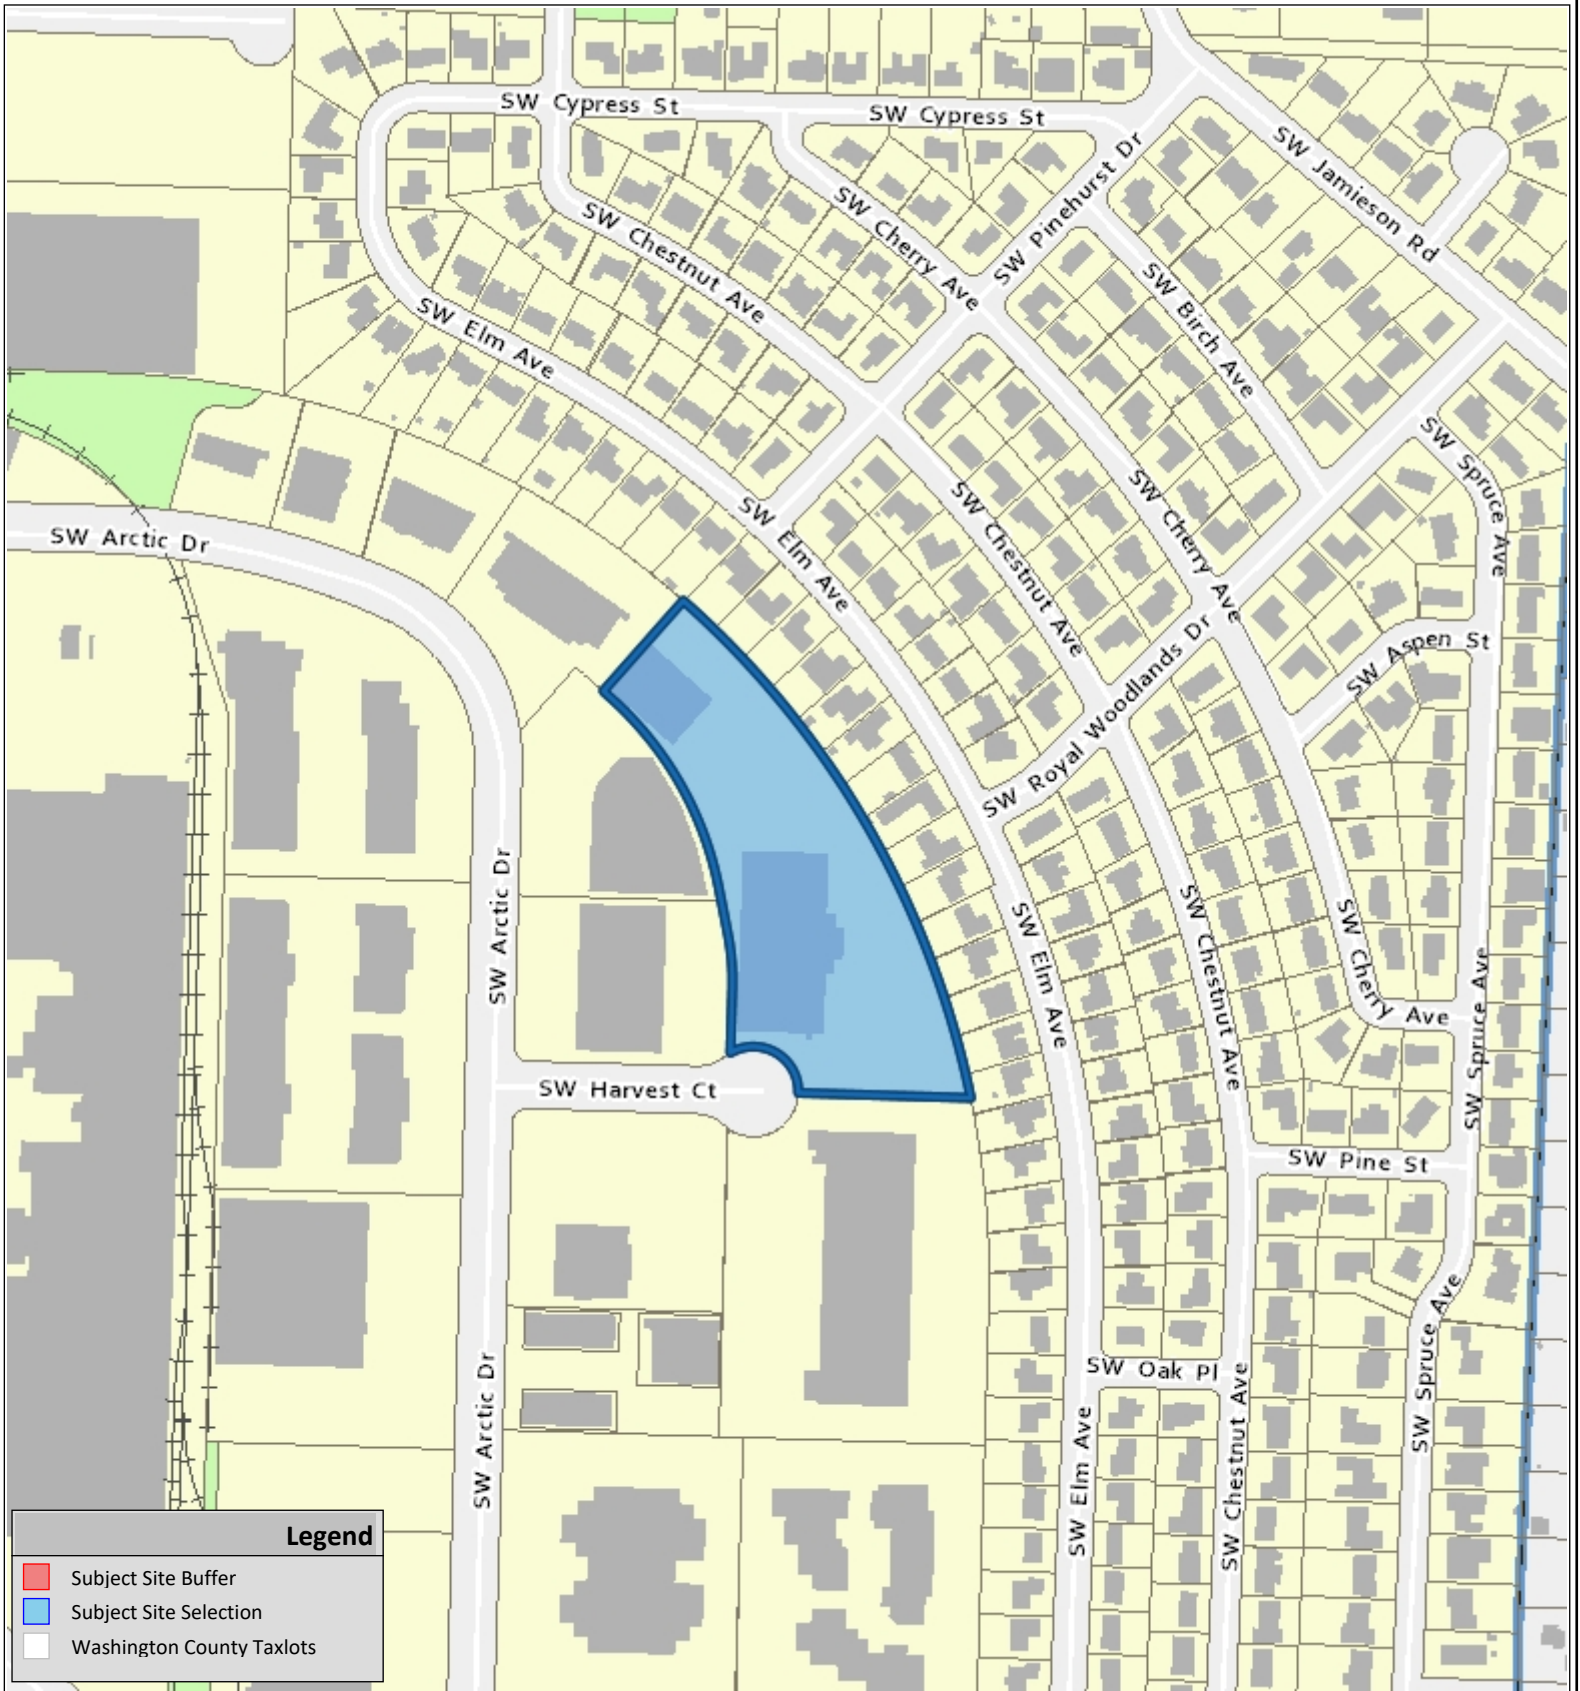 SW Cypress St
SW Cypress St
SW Pinehurst Dr
SW Jamieson Rd
SW Cherry Ave
SW Chestnut Ave
SW Birch Ave
SW Elm Ave
SW Spruce Ave
SW Cherry Ave
SW Chestnut Ave
SW Elm Ave
SW Arctic Dr
SW Aspen St
SW Royal Woodlands Dr
SW Arctic Dr
SW Elm Ave
SW Chestnut Ave
SW Cherry Ave
SW Spruce Ave
SW Harvest Ct
SW Pine St
SW Spruce Ave
SW Oak Pl
SW Arctic Dr
SW Elm Ave
SW Chestnut Ave
Legend
Subject Site Buffer
Subject Site Selection
Washington County Taxlots